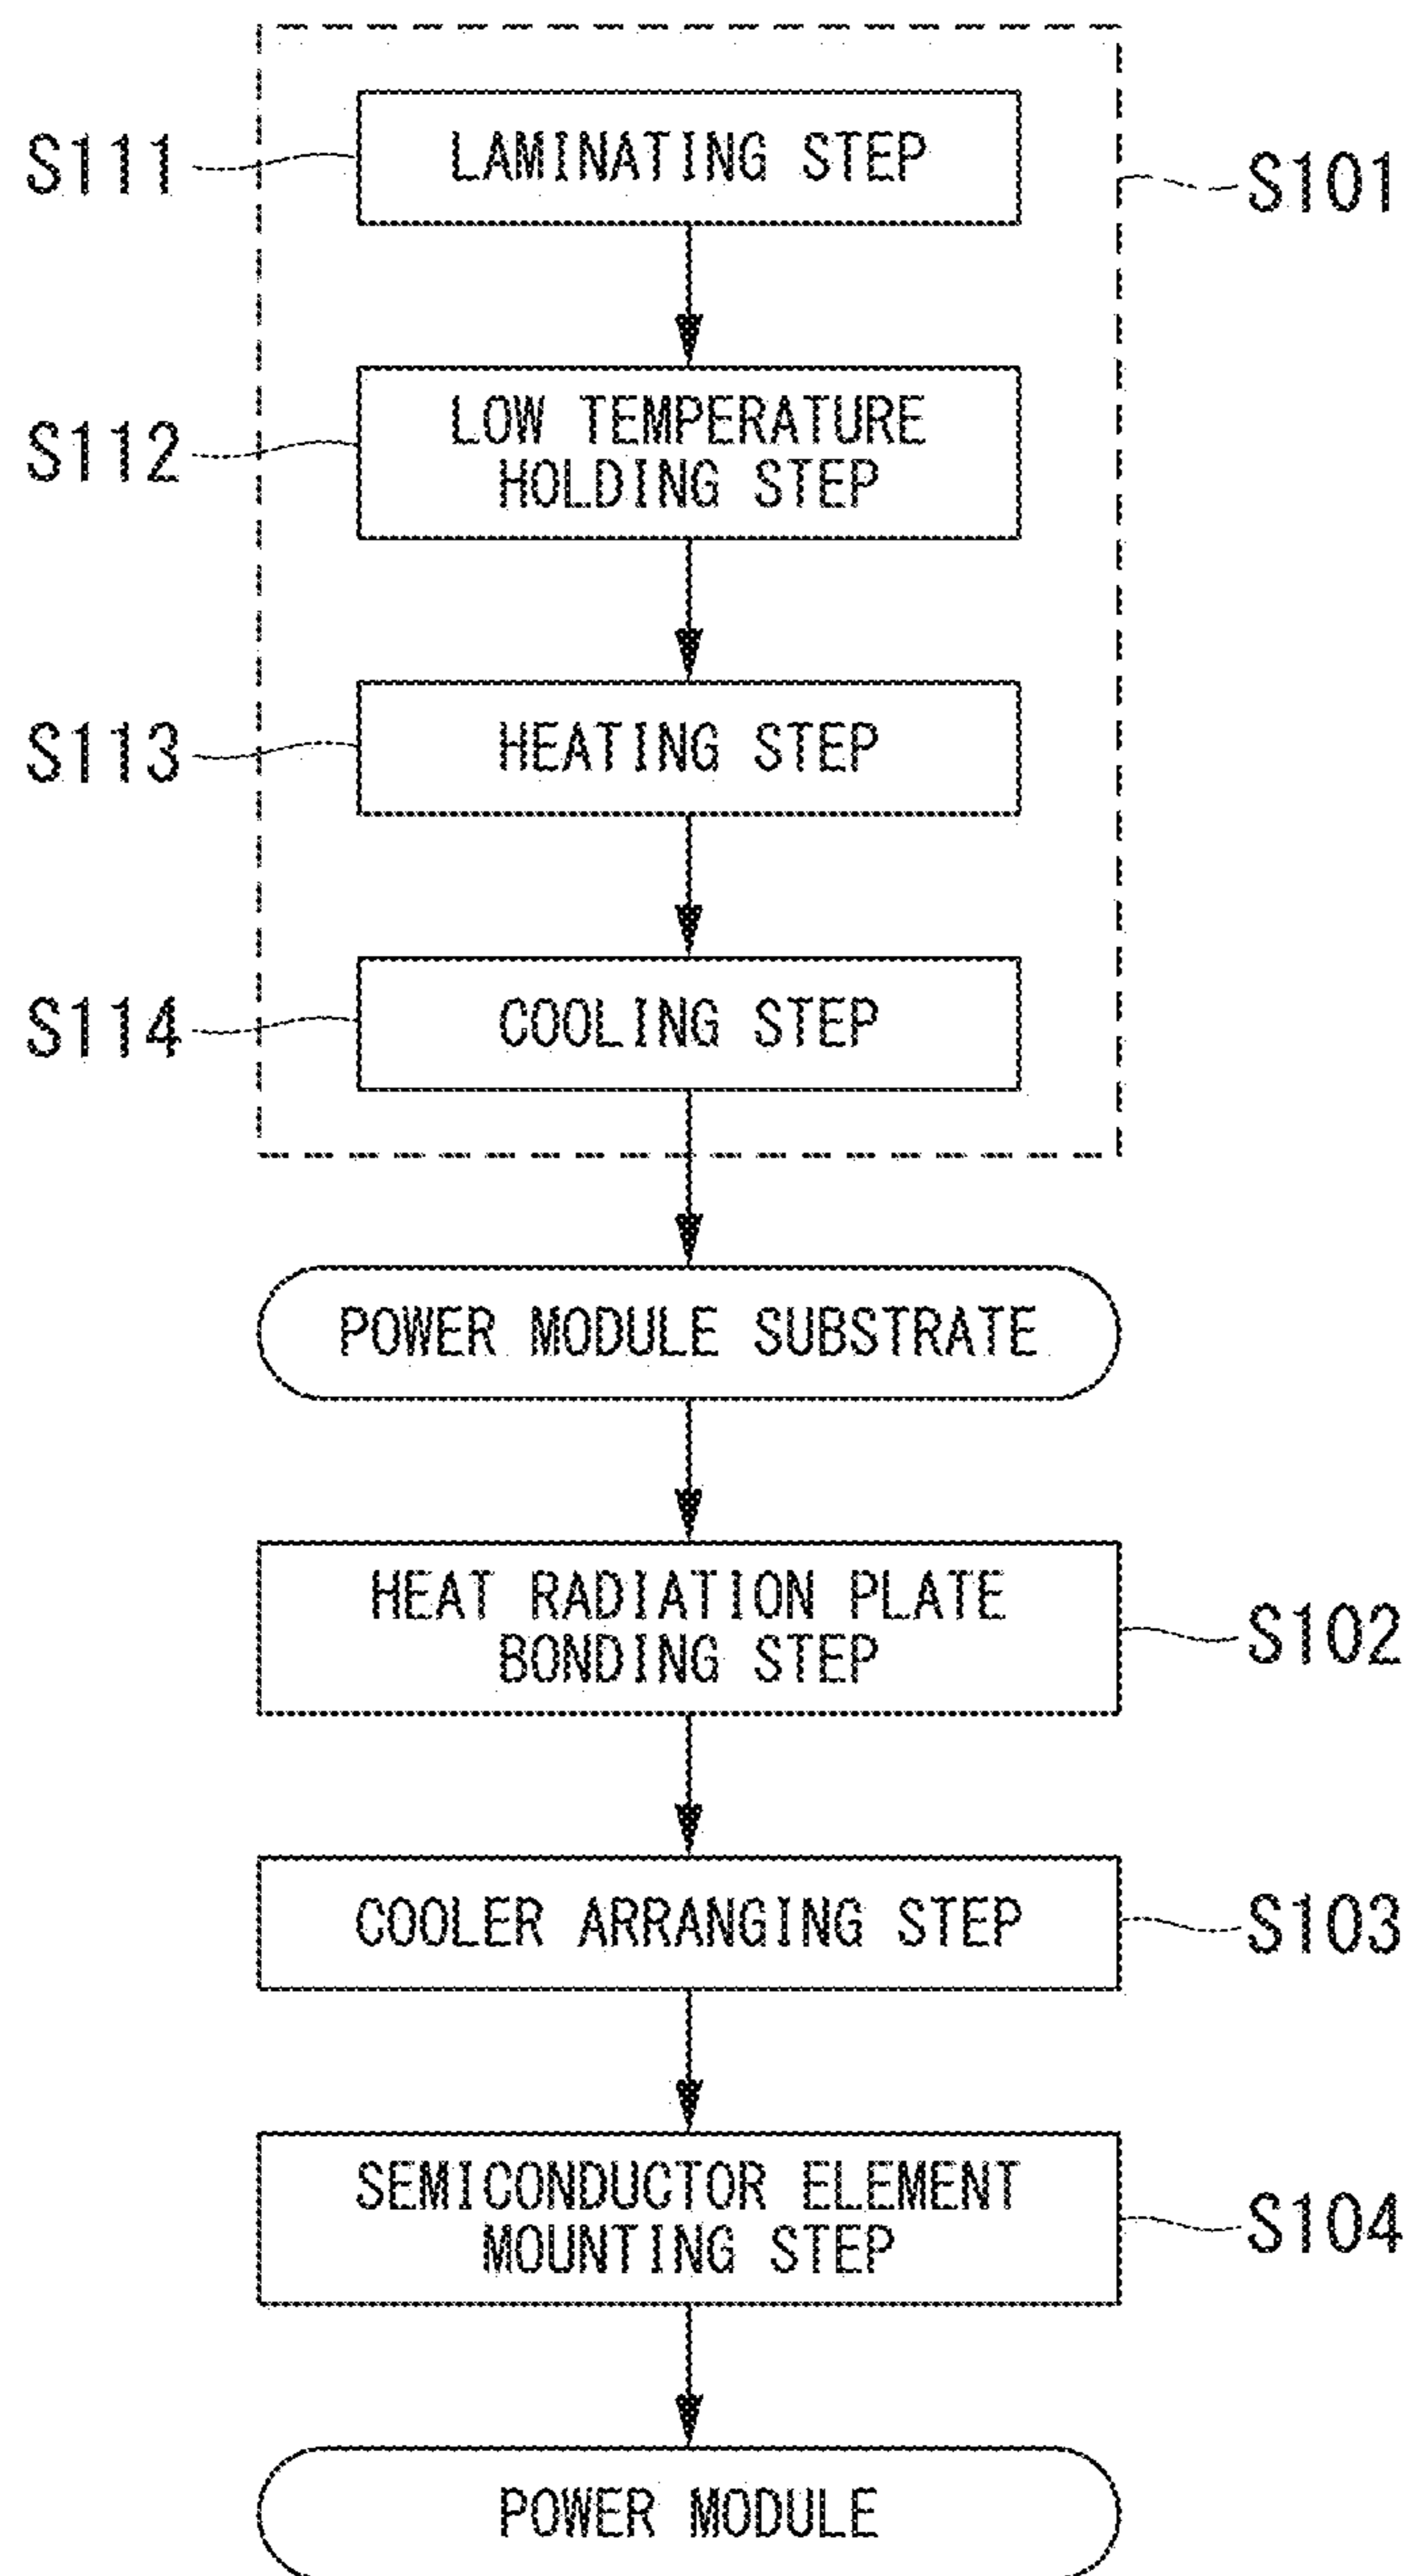 S111
LAMINATING STEP
S101
S112
LOW TEMPERATURE
HOLDING STEP
S113
HEATING STEP
S114
COOLING STEP
POWER MODULE SUBSTRATE
HEAT RADIATION PLATE
BONDING STEP
S102
COOLER ARRANGING STEP
S103
SEMICONDUCTOR ELEMENT
MOUNTING STEP
S104
POWER MODULE